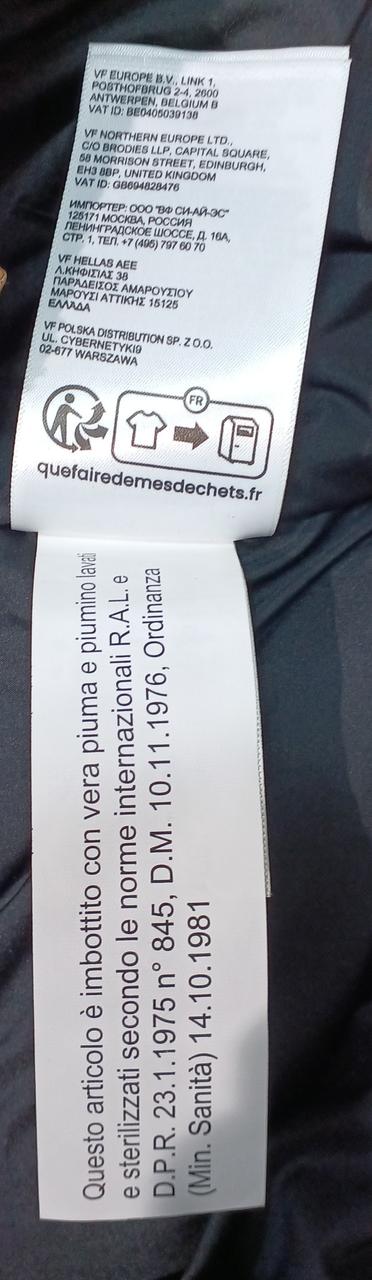 VF EUROPE B.V., LINK 1,
POSTHOFBRUG 2-4, 2600
ANTWERPEN, BELGIUM B
VAT ID: BE0405039138
VF NORTHERN EUROPE LTD.,
C/O BRODIES LLP, CAPITAL SQUARE,
58 MORRISON STREET, EDINBURGH,
EH3 8BP, UNITED KINGDOM
VAT ID: GB694828476
ИМПОРТЕР: ООО "ВФ СИ-АЙ-ЭС"
125171 МОСКВА, РОССИЯ
ЛЕНИНГРАДСКОЕ ШОССЕ, Д. 16А,
СТР. 1, ТЕЛ. +7 (495) 797 60 70
VF HELLAS AEE
Λ.ΚΗΦΙΣΙΑΣ 38
ΠΑΡΑΔΕΙΣΟΣ ΑΜΑΡΟΥΣΙΟΥ
ΜΑΡΟΥΣΙ ΑΤΤΙΚΗΣ 15125
ΕΛΛΑΔΑ
VF POLSKA DISTRIBUTION SP. Z O.O.
UL. CYBERNETYKI9
02-677 WARSZAWA
FR
quefairedemesdechets.fr
Questo articolo è imbottito con vera piuma e piumino lavati
e sterilizzati secondo le norme internazionali R.A.L. e
D.P.R. 23.1.1975 n° 845, D.M. 10.11.1976, Ordinanza
(Min. Sanità) 14.10.1981